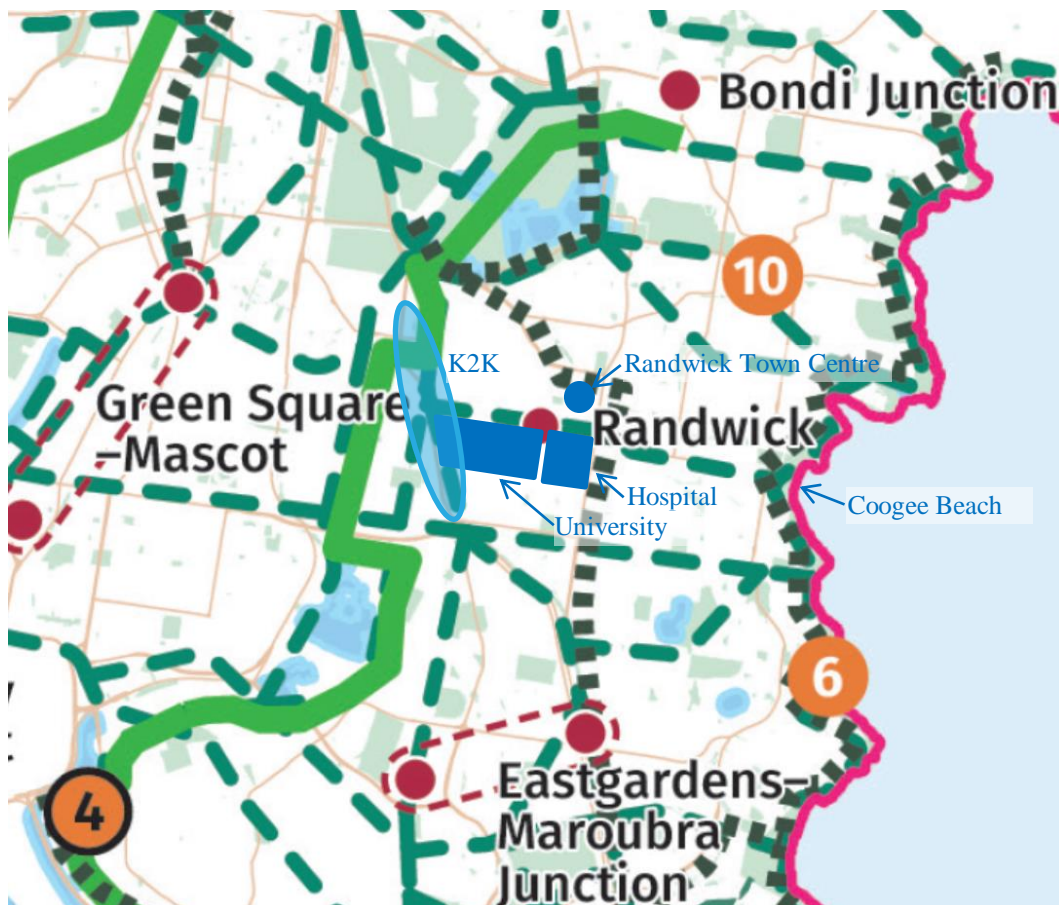 Bondi Junction
10
K2K
Randwick Town Centre
Green Square
–Mascot
Randwick
Hospital
University
Coogee Beach
6
4
Eastgardens–
Maroubra
Junction